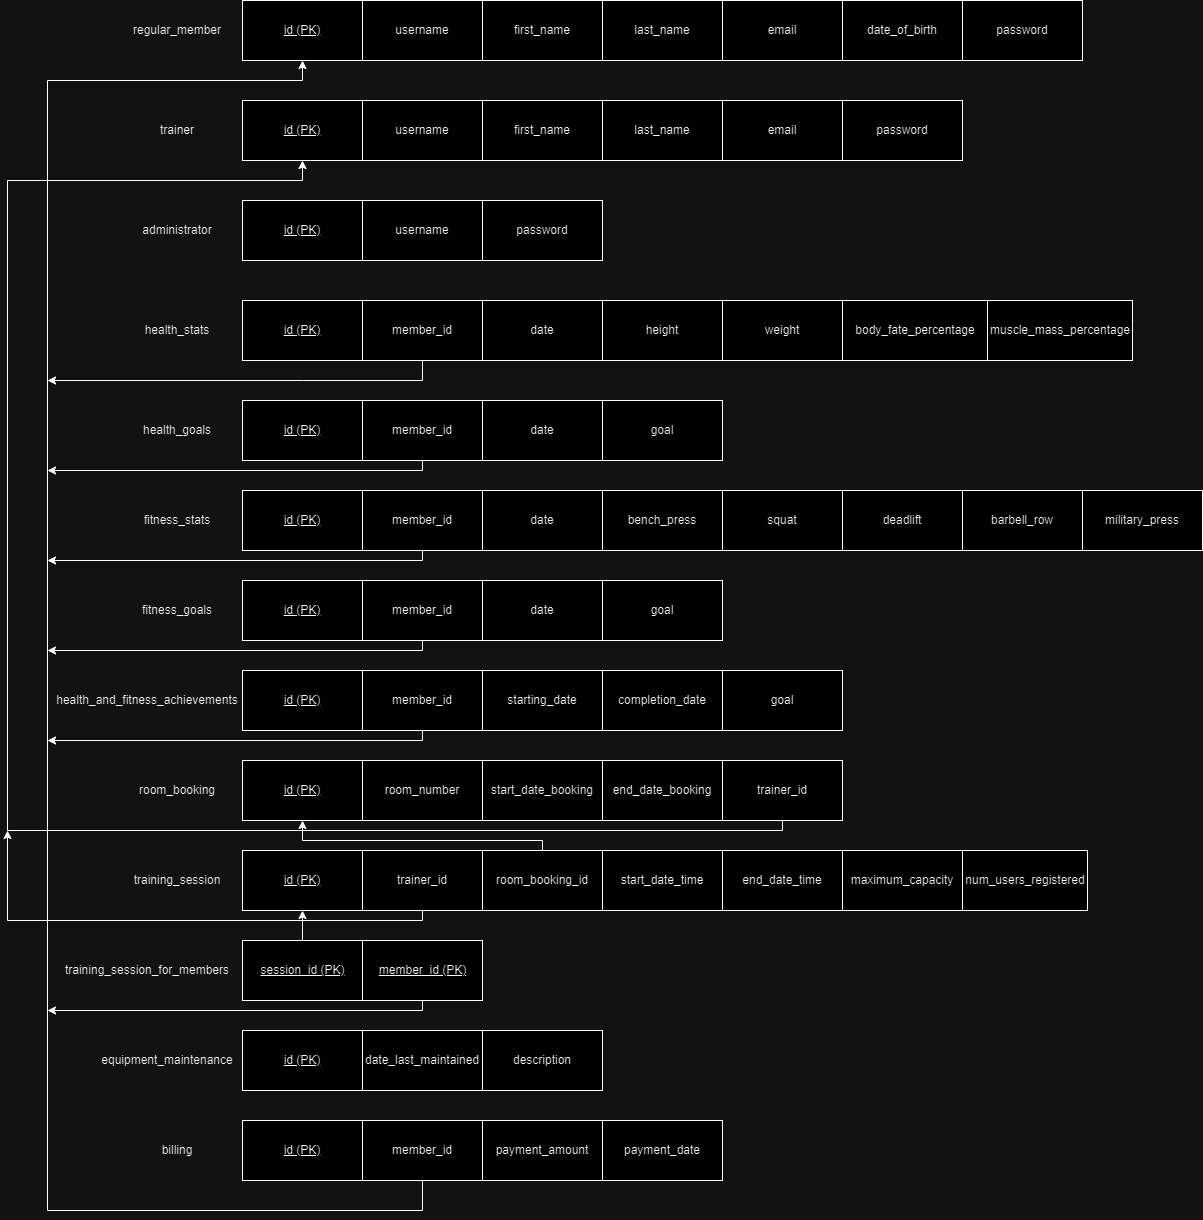 regular_member id (PK) username first_name last_name email date_of_birth password
trainer id (PK) username first_name last_name email password
administrator id (PK) username password
health_stats id (PK) member_id date height weight body_fate_percentage muscle_mass_percentage
health_goals id (PK) member_id date goal
fitness_stats id (PK) member_id date bench_press squat deadlift barbell_row military_press
fitness_goals id (PK) member_id date goal
health_and_fitness_achievements id (PK) member_id starting_date completion_date goal
room_booking id (PK) room_number start_date_booking end_date_booking trainer_id
training_session id (PK) trainer_id room_booking_id start_date_time end_date_time maximum_capacity num_users_registered
training_session_for_members session_id (PK) member_id (PK)
equipment_maintenance id (PK) date_last_maintained description
billing id (PK) member_id payment_amount payment_date